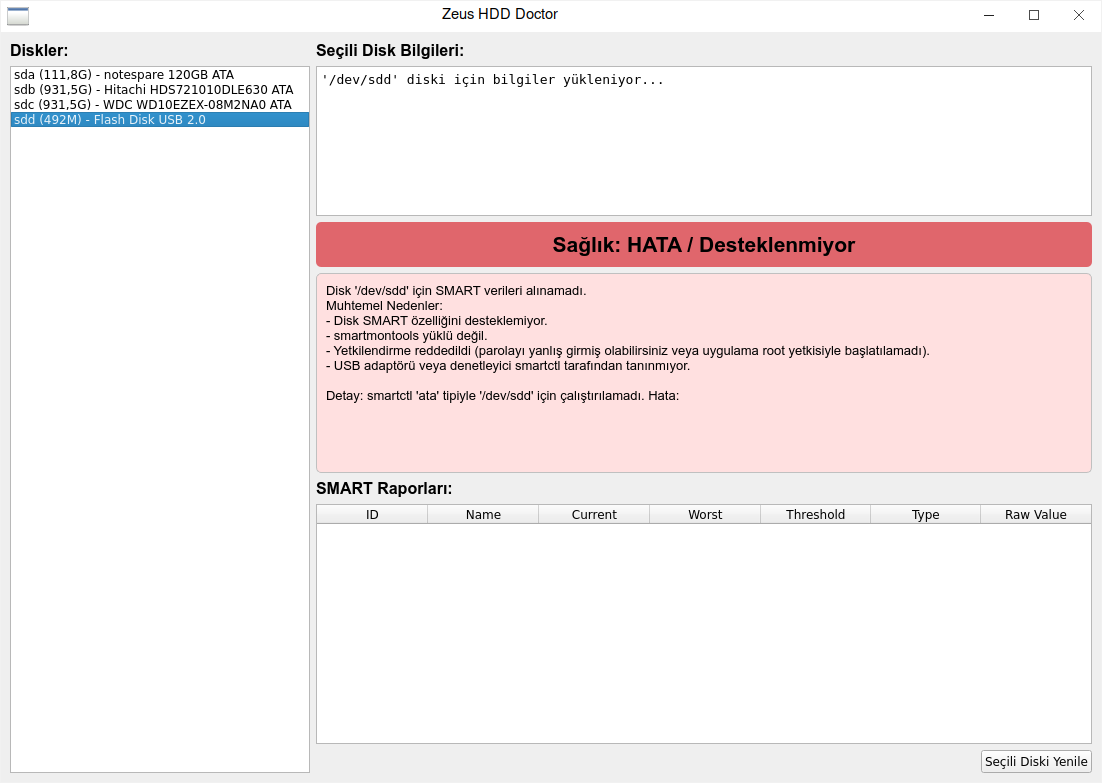 Zeus HDD Doctor
Diskler:
sda (111,8G) - notespare 120GB ATA
sdb (931,5G) - Hitachi HDS721010DLE630 ATA
sdc (931,5G) - WDC WD10EZEX-08M2NA0 ATA
sdd (492M) - Flash Disk USB 2.0
Seçili Disk Bilgileri:
'/dev/sdd' diski için bilgiler yükleniyor...
Sağlık: HATA / Desteklenmiyor
Disk '/dev/sdd' için SMART verileri alınamadı.
Muhtemel Nedenler:
- Disk SMART özelliğini desteklemiyor.
- smartmontools yüklü değil.
- Yetkilendirme reddedildi (parolayı yanlış girmiş olabilirsiniz veya uygulama root yetkisiyle başlatılamadı).
- USB adaptörü veya denetleyici smartctl tarafından tanınmıyor.
Detay: smartctl 'ata' tipiyle '/dev/sdd' için çalıştırılamadı. Hata:
SMART Raporları:
ID Name Current Worst Threshold Type Raw Value
Seçili Diski Yenile